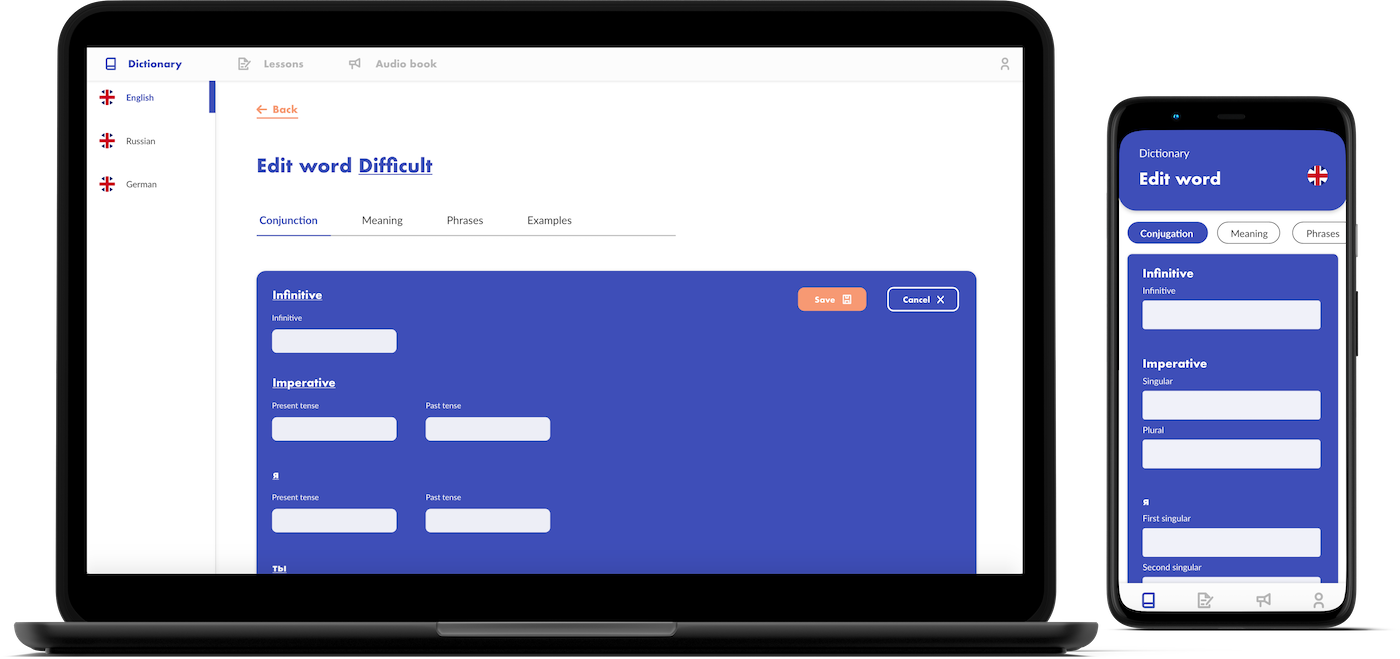 Dictionary Lessons Audio book
English
Russian
German
Back
Edit word Difficult
Conjunction Meaning Phrases Examples
Infinitive
Save Cancel X
Infinitive
Imperative
Present tense Past tense
я
Present tense Past tense
ты
Dictionary
Edit word
Conjugation Meaning Phrases
Infinitive
Infinitive
Imperative
Singular
Plural
я
First singular
Second singular